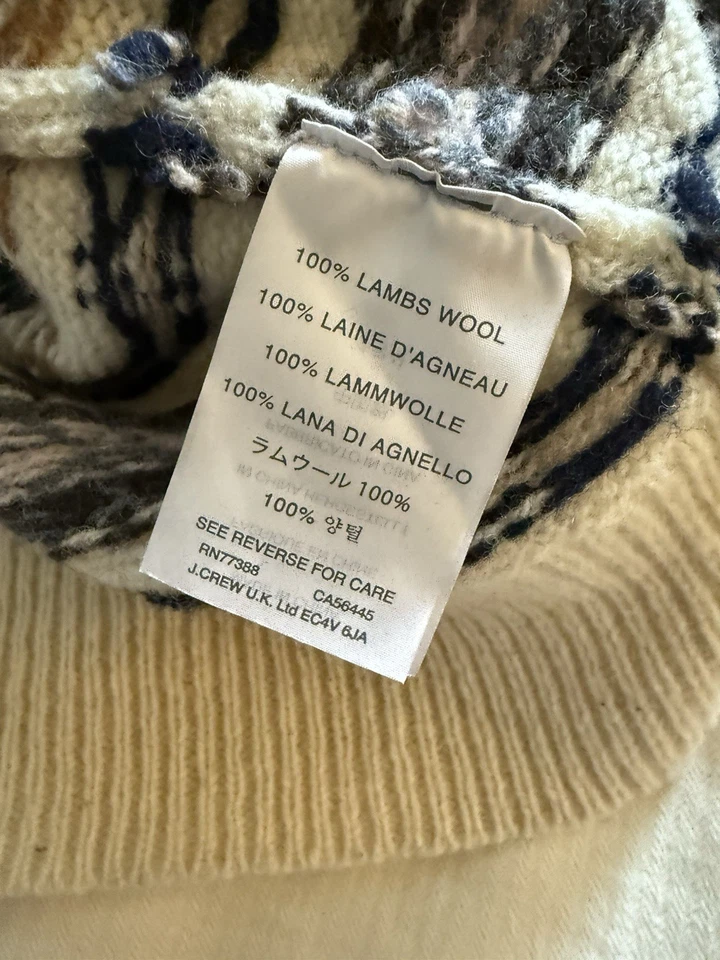 100% LAMBS WOOL
100% LAINE D'AGNEAU
100% LAMMWOLLE
100% LANA DI AGNELLO
ラムウール 100%
100% 양털
SEE REVERSE FOR CARE
RN77388 CA56445
J.CREW U.K. Ltd EC4V 6JA